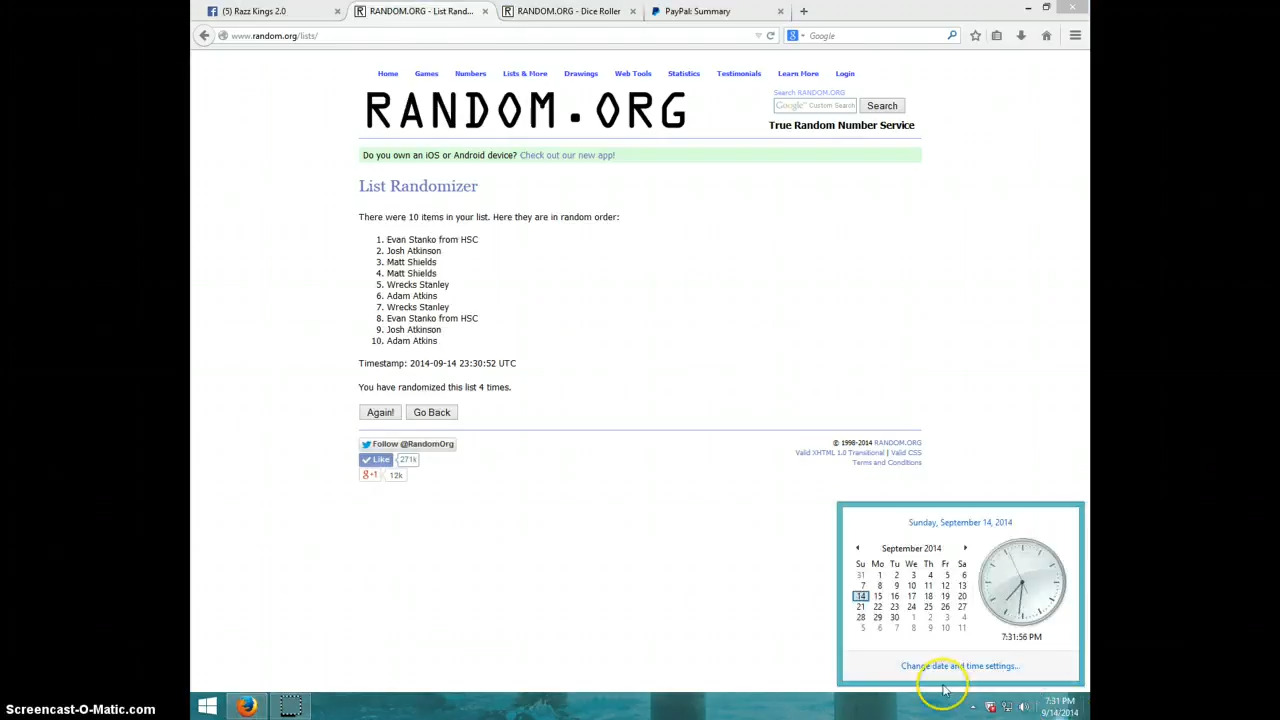 (5) Razz Kings 2.0
RANDOM.ORG - List Rand...
RANDOM.ORG - Dice Roller
PayPal: Summary
www.random.org/lists/
Google
Home Games Numbers Lists & More Drawings Web Tools Statistics Testimonials Learn More Login
Search RANDOM.ORG
RANDOM.ORG
Google™ Custom Search Search
True Random Number Service
Do you own an iOS or Android device? Check out our new app!
List Randomizer
There were 10 items in your list. Here they are in random order:
1. Evan Stanko from HSC
2. Josh Atkinson
3. Matt Shields
4. Matt Shields
5. Wrecks Stanley
6. Adam Atkins
7. Wrecks Stanley
8. Evan Stanko from HSC
9. Josh Atkinson
10. Adam Atkins
Timestamp: 2014-09-14 23:30:52 UTC
You have randomized this list 4 times.
Again! Go Back
Follow @RandomOrg
Like 271k
g+1 12k
© 1998-2014 RANDOM.ORG
Valid XHTML 1.0 Transitional | Valid CSS
Terms and Conditions
Sunday, September 14, 2014
September 2014
Su Mo Tu We Th Fr Sa
31 1 2 3 4 5 6
7 8 9 10 11 12 13
14 15 16 17 18 19 20
21 22 23 24 25 26 27
28 29 30 1 2 3 4
5 6 7 8 9 10 11
7:31:56 PM
Change date and time settings...
7:31 PM
9/14/2014
Screencast-O-Matic.com